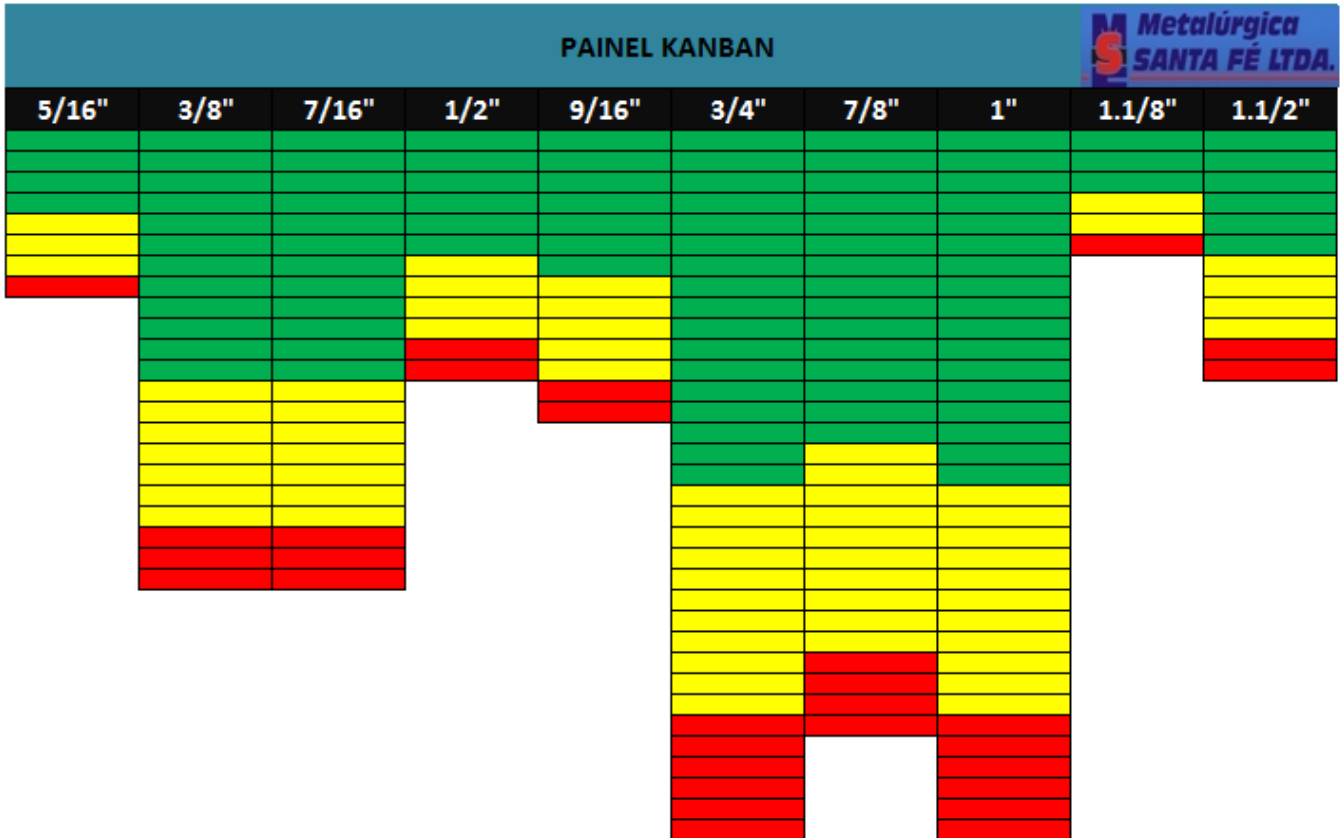 PAINEL KANBAN
MS Metalúrgica
SANTA FÉ LTDA.
5/16" 3/8" 7/16" 1/2" 9/16" 3/4" 7/8" 1" 1.1/8" 1.1/2"